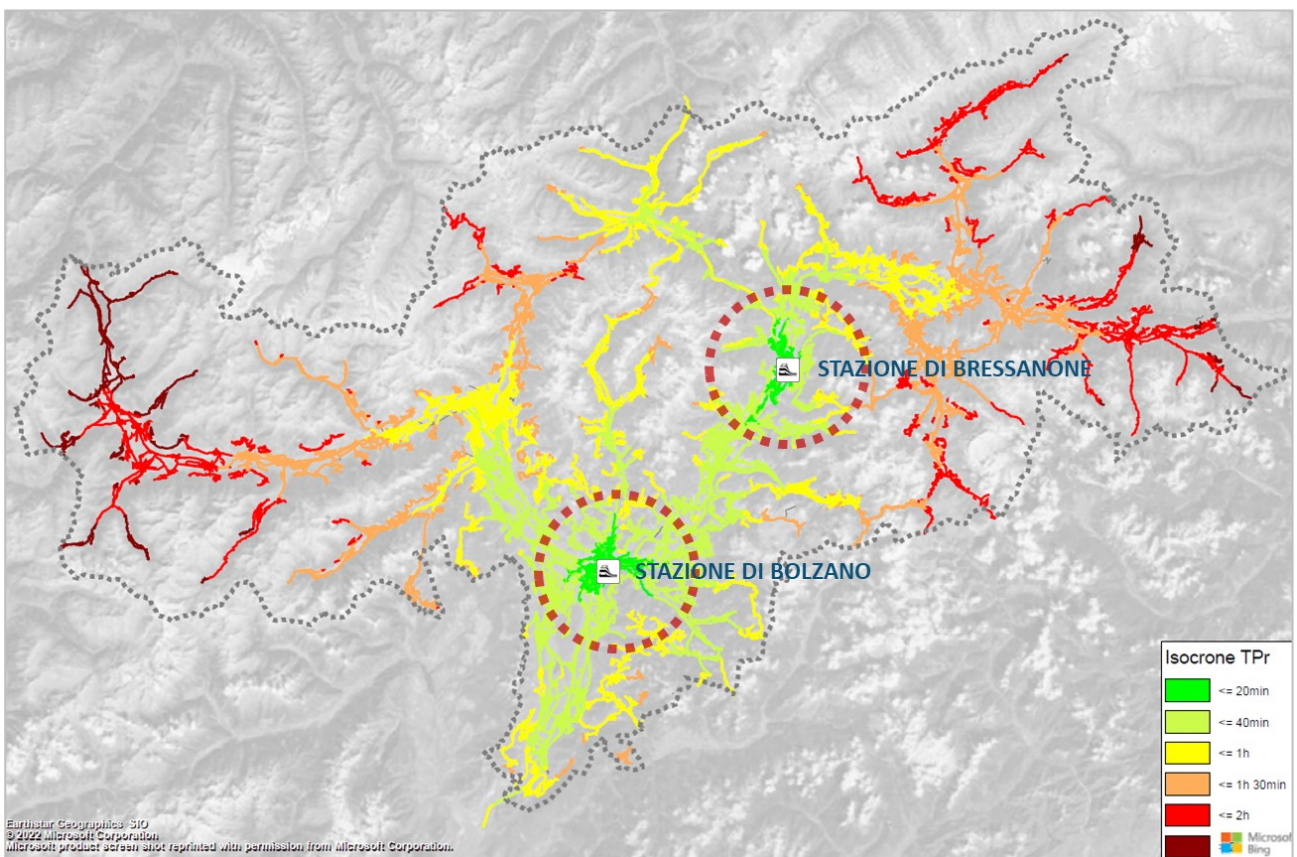 STAZIONE DI BRESSANONE
STAZIONE DI BOLZANO
Isocrone TPr
<= 20min
<= 40min
<= 1h
<= 1h 30min
<= 2h
Microsoft
Bing
Earthstar Geographics SIO
© 2022 Microsoft Corporation
Microsoft product screen shot reprinted with permission from Microsoft Corporation.